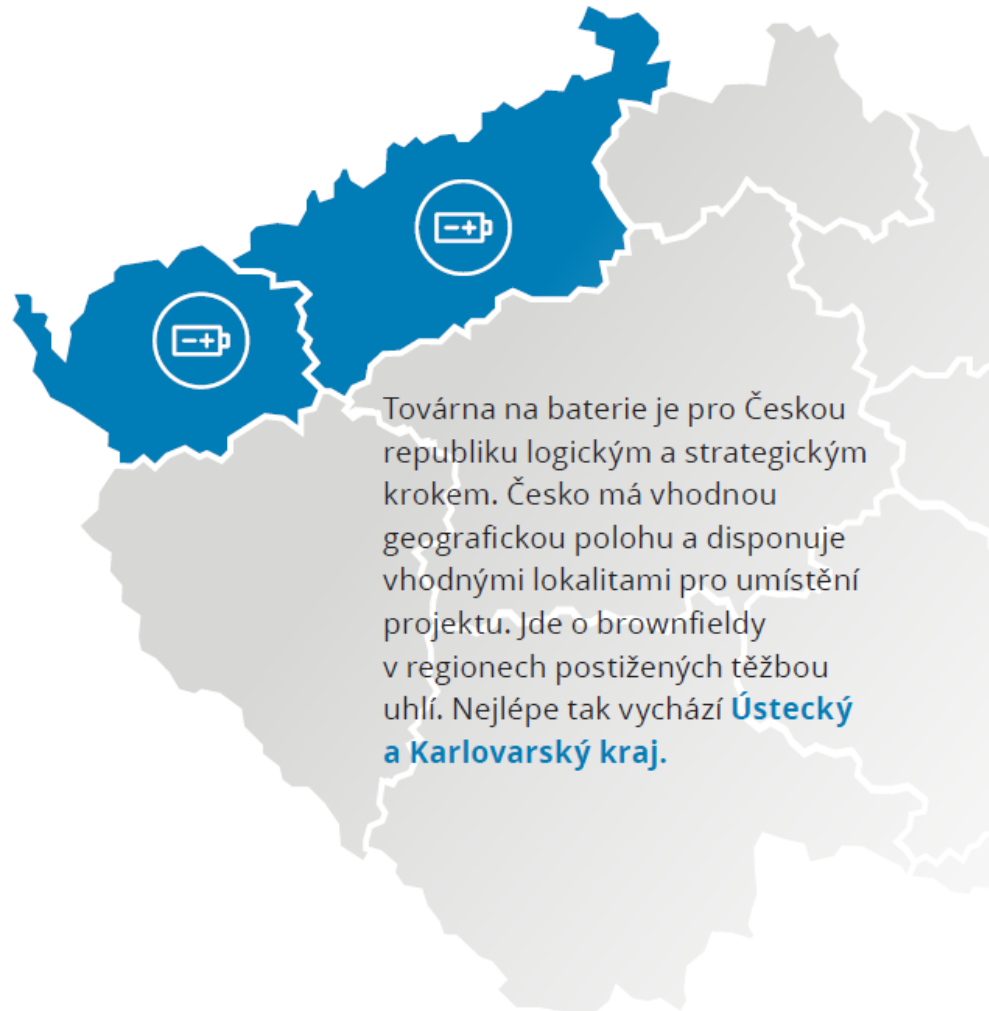 Továrna na baterie je pro Českou
republiku logickým a strategickým
krokem. Česko má vhodnou
geografickou polohu a disponuje
vhodnými lokalitami pro umístění
projektu. Jde o brownfieldy
v regionech postižených těžbou
uhlí. Nejlépe tak vychází Ústecký
a Karlovarský kraj.